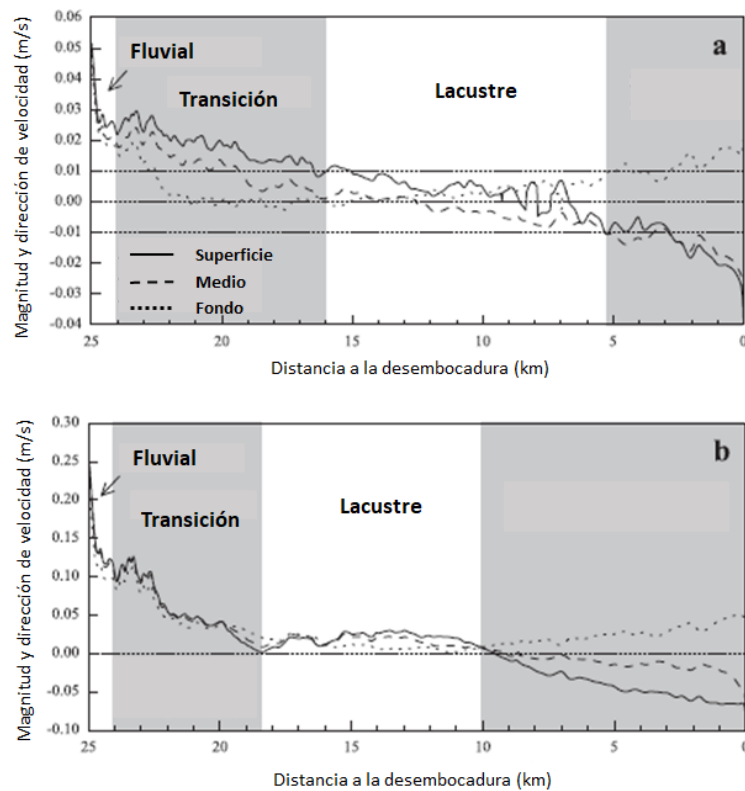 Magnitud y dirección de velocidad (m/s)
0.06
0.05
0.04
0.03
0.02
0.01
0.00
-0.01
-0.02
-0.03
-0.04
a
Fluvial
Transición
Lacustre
Superficie
Medio
Fondo
25
20
15
10
5
0
Distancia a la desembocadura (km)
Magnitud y dirección de velocidad (m/s)
0.30
0.25
0.20
0.15
0.10
0.05
0.00
-0.05
-0.10
b
Fluvial
Transición
Lacustre
25
20
15
10
5
0
Distancia a la desembocadura (km)